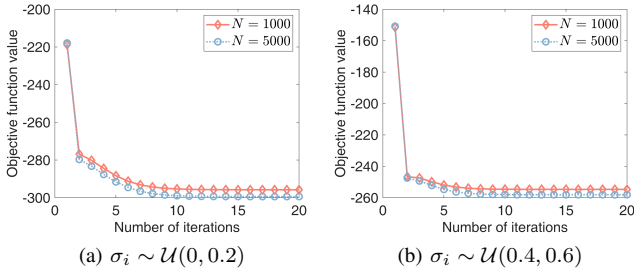 -200
-220
-240
-260
-280
-300
0
5
10
15
20
Objective function value
Number of iterations
N = 1000
N = 5000
(a) σᵢ ∼ 𝒰(0, 0.2)
-140
-160
-180
-200
-220
-240
-260
0
5
10
15
20
Objective function value
Number of iterations
N = 1000
N = 5000
(b) σᵢ ∼ 𝒰(0.4, 0.6)